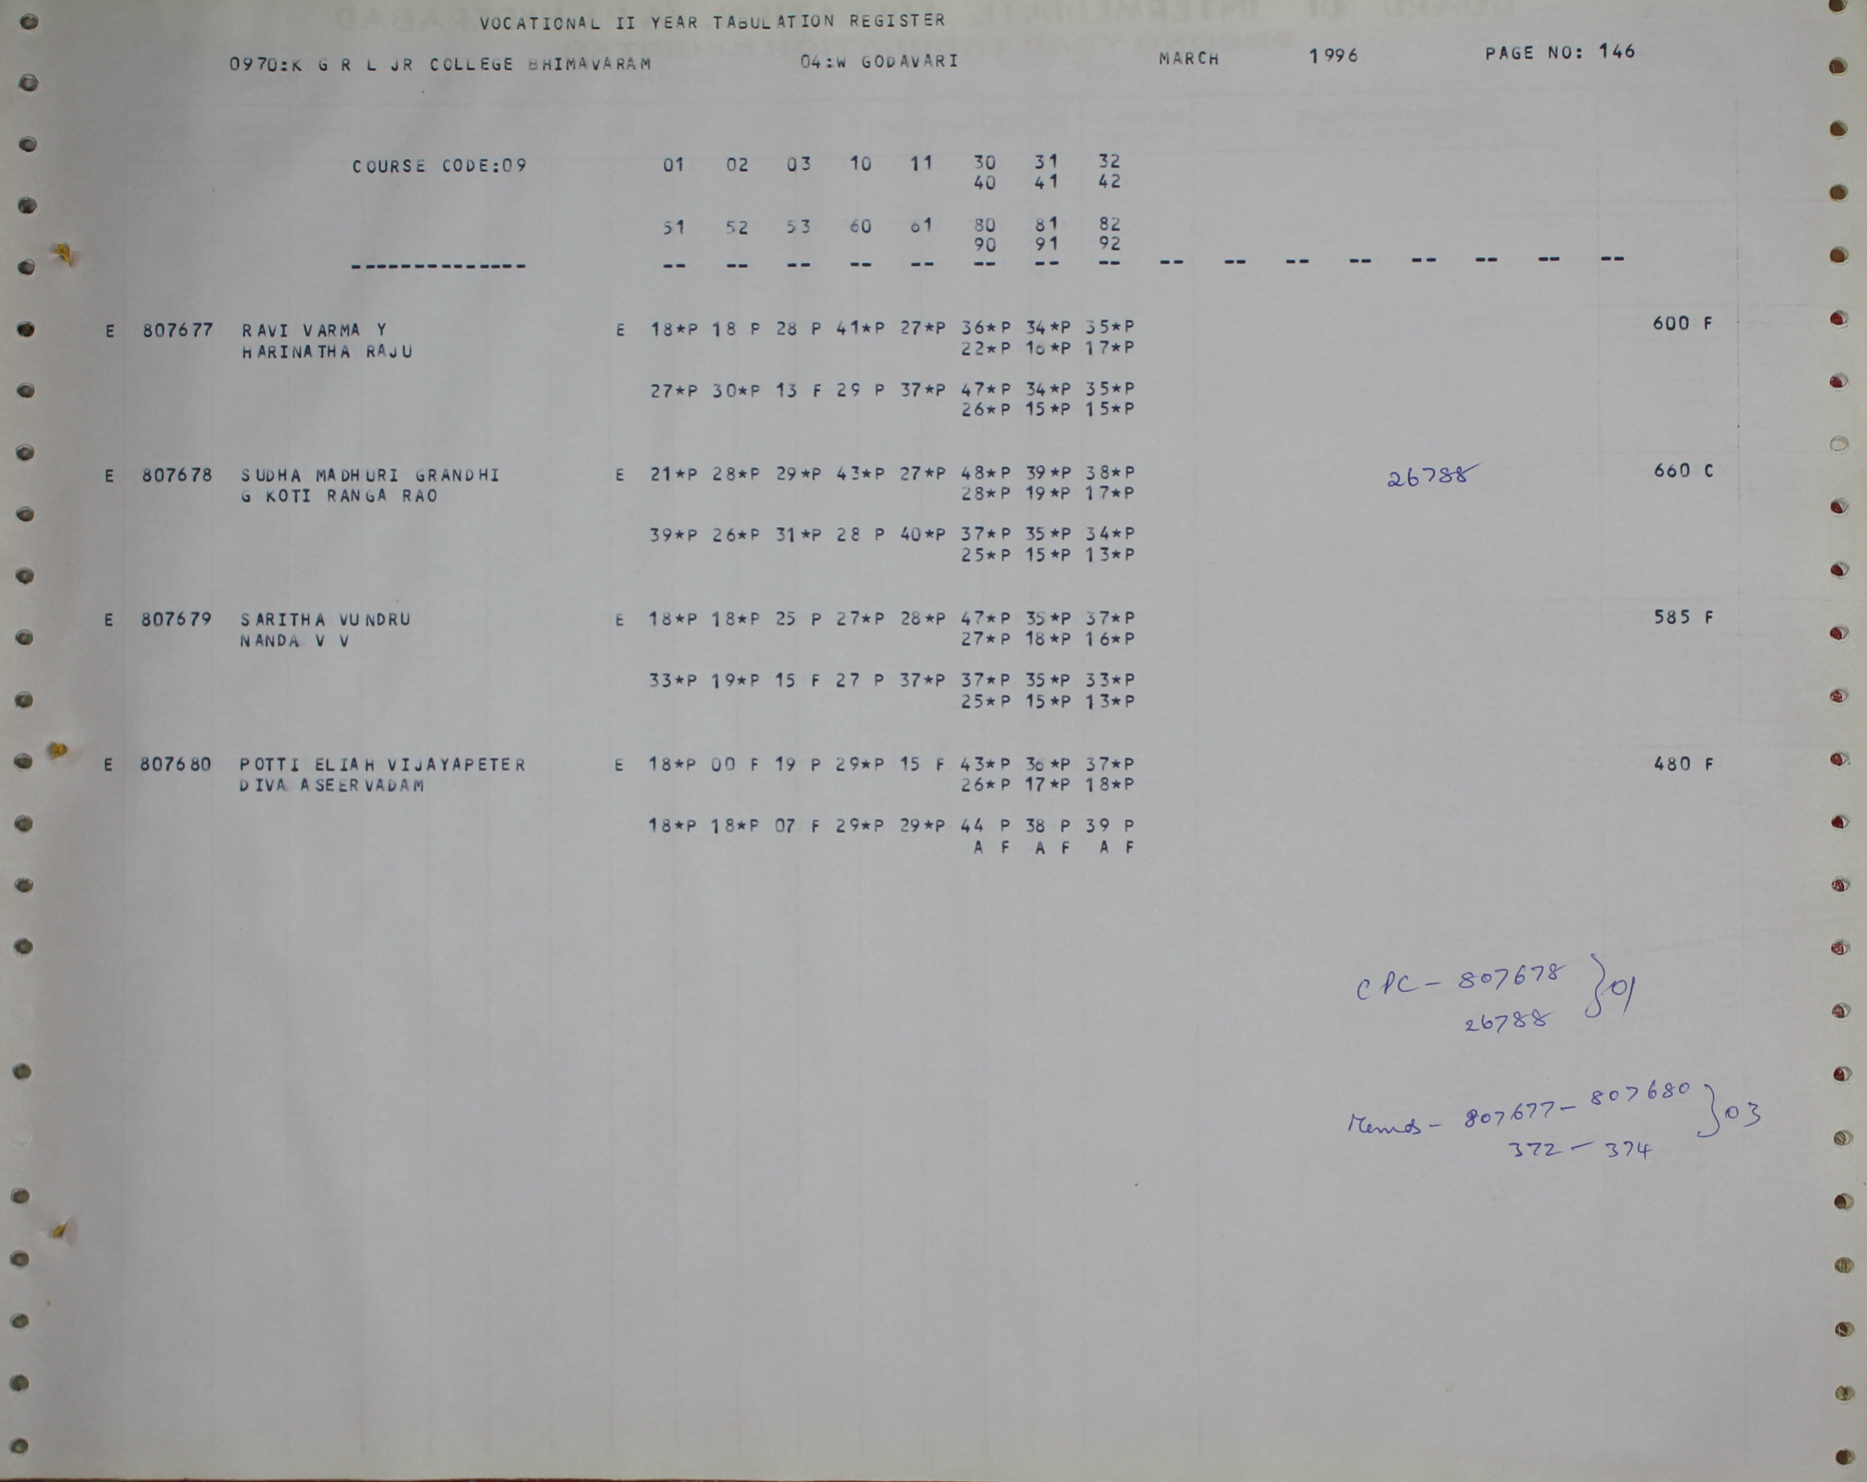 VOCATIONAL II YEAR TABULATION REGISTER
0970:K G R L JR COLLEGE BHIMAVARAM 04:W GODAVARI MARCH 1996 PAGE NO: 146
COURSE CODE:09 01 02 03 10 11 30 31 32
40 41 42
51 52 53 60 61 80 81 82
90 91 92
-------------- -- -- -- -- -- -- -- -- -- -- -- -- -- -- -- --
E 807677 RAVI VARMA Y E 18*P 18 P 28 P 41*P 27*P 36*P 34*P 35*P 600 F
HARINATHA RAJU 22*P 16*P 17*P
27*P 30*P 13 F 29 P 37*P 47*P 34*P 35*P
26*P 15*P 15*P
E 807678 SUDHA MADHURI GRANDHI E 21*P 28*P 29*P 43*P 27*P 48*P 39*P 38*P 26788 660 C
G KOTI RANGA RAO 28*P 19*P 17*P
39*P 26*P 31*P 28 P 40*P 37*P 35*P 34*P
25*P 15*P 13*P
E 807679 SARITHA VUNDRU E 18*P 18*P 25 P 27*P 28*P 47*P 35*P 37*P 585 F
NANDA V V 27*P 18*P 16*P
33*P 19*P 15 F 27 P 37*P 37*P 35*P 33*P
25*P 15*P 13*P
E 807680 POTTI ELIAH VIJAYAPETER E 18*P 00 F 19 P 29*P 15 F 43*P 36*P 37*P 480 F
DIVA ASEERVADAM 26*P 17*P 18*P
18*P 18*P 07 F 29*P 29*P 44 P 38 P 39 P
A F A F A F
CPC - 807678 } 01
26788
Memos - 807677 - 807680 } 03
372 - 374